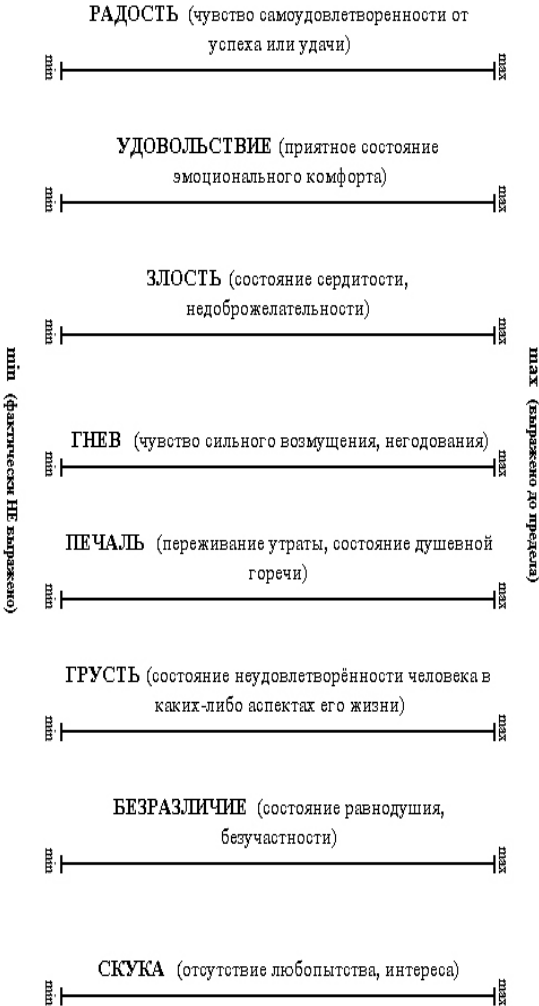 РАДОСТЬ (чувство самоудовлетворенности от
успеха или удачи)
min max
УДОВОЛЬСТВИЕ (приятное состояние
эмоционального комфорта)
min max
ЗЛОСТЬ (состояние сердитости,
недоброжелательности)
min max
min (фактически НЕ выражено)
max (выражено до предела)
ГНЕВ (чувство сильного возмущения, негодования)
min max
ПЕЧАЛЬ (переживание утраты, состояние душевной
горечи)
min max
ГРУСТЬ (состояние неудовлетворённости человека в
каких-либо аспектах его жизни)
min max
БЕЗРАЗЛИЧИЕ (состояние равнодушия,
безучастности)
min max
СКУКА (отсутствие любопытства, интереса)
min max